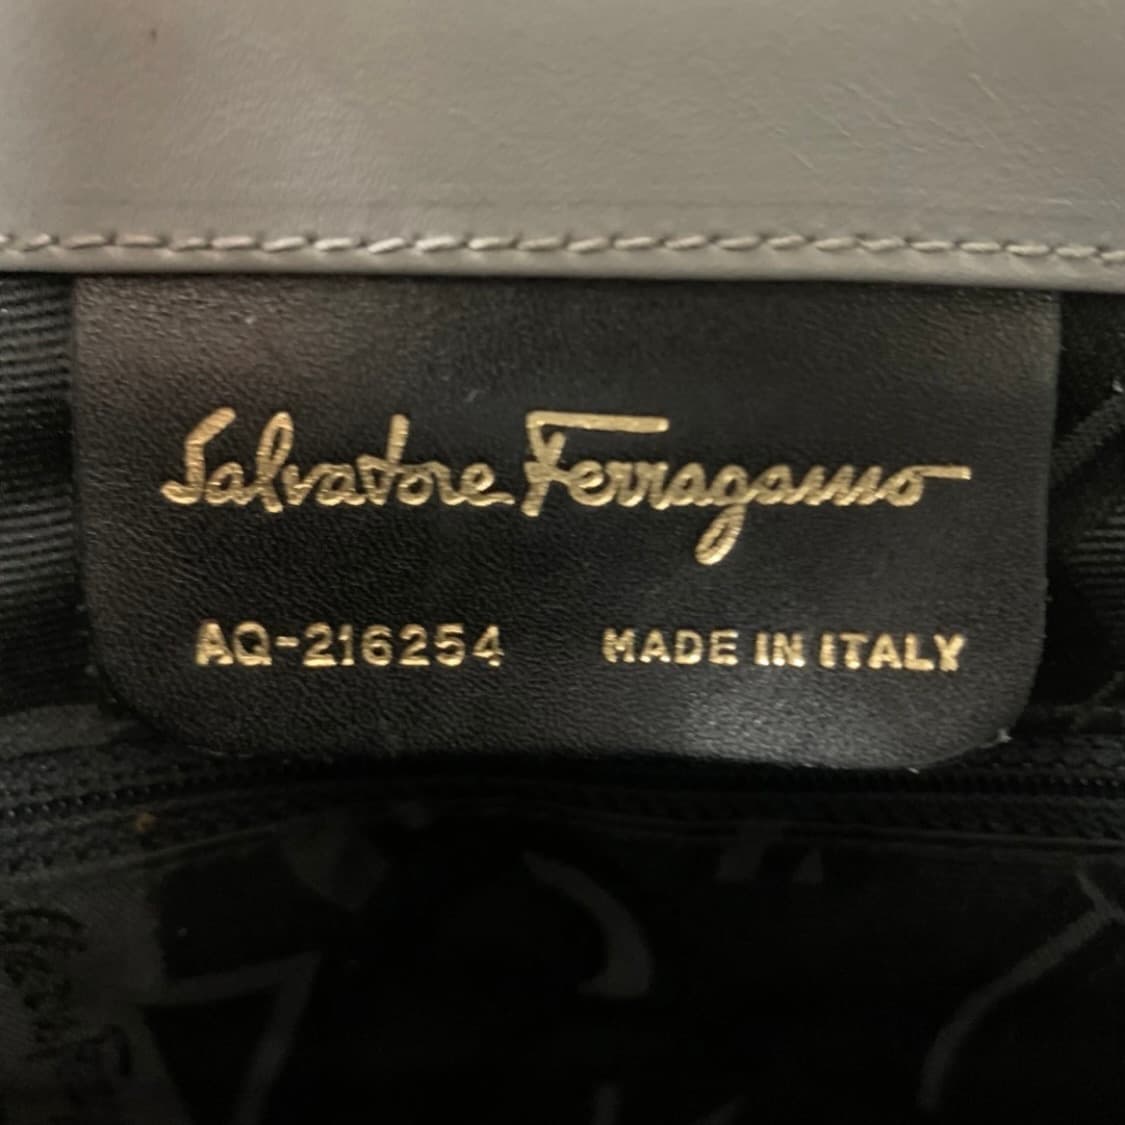 Salvatore Ferragamo
AQ-216254 MADE IN ITALY